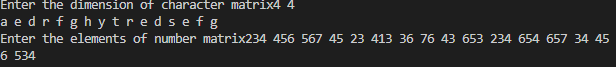 Enter the dimension of character matrix4 4
a e d r f g h y t r e d s e f g
Enter the elements of number matrix234 456 567 45 23 413 36 76 43 653 234 654 657 34 45
6 534